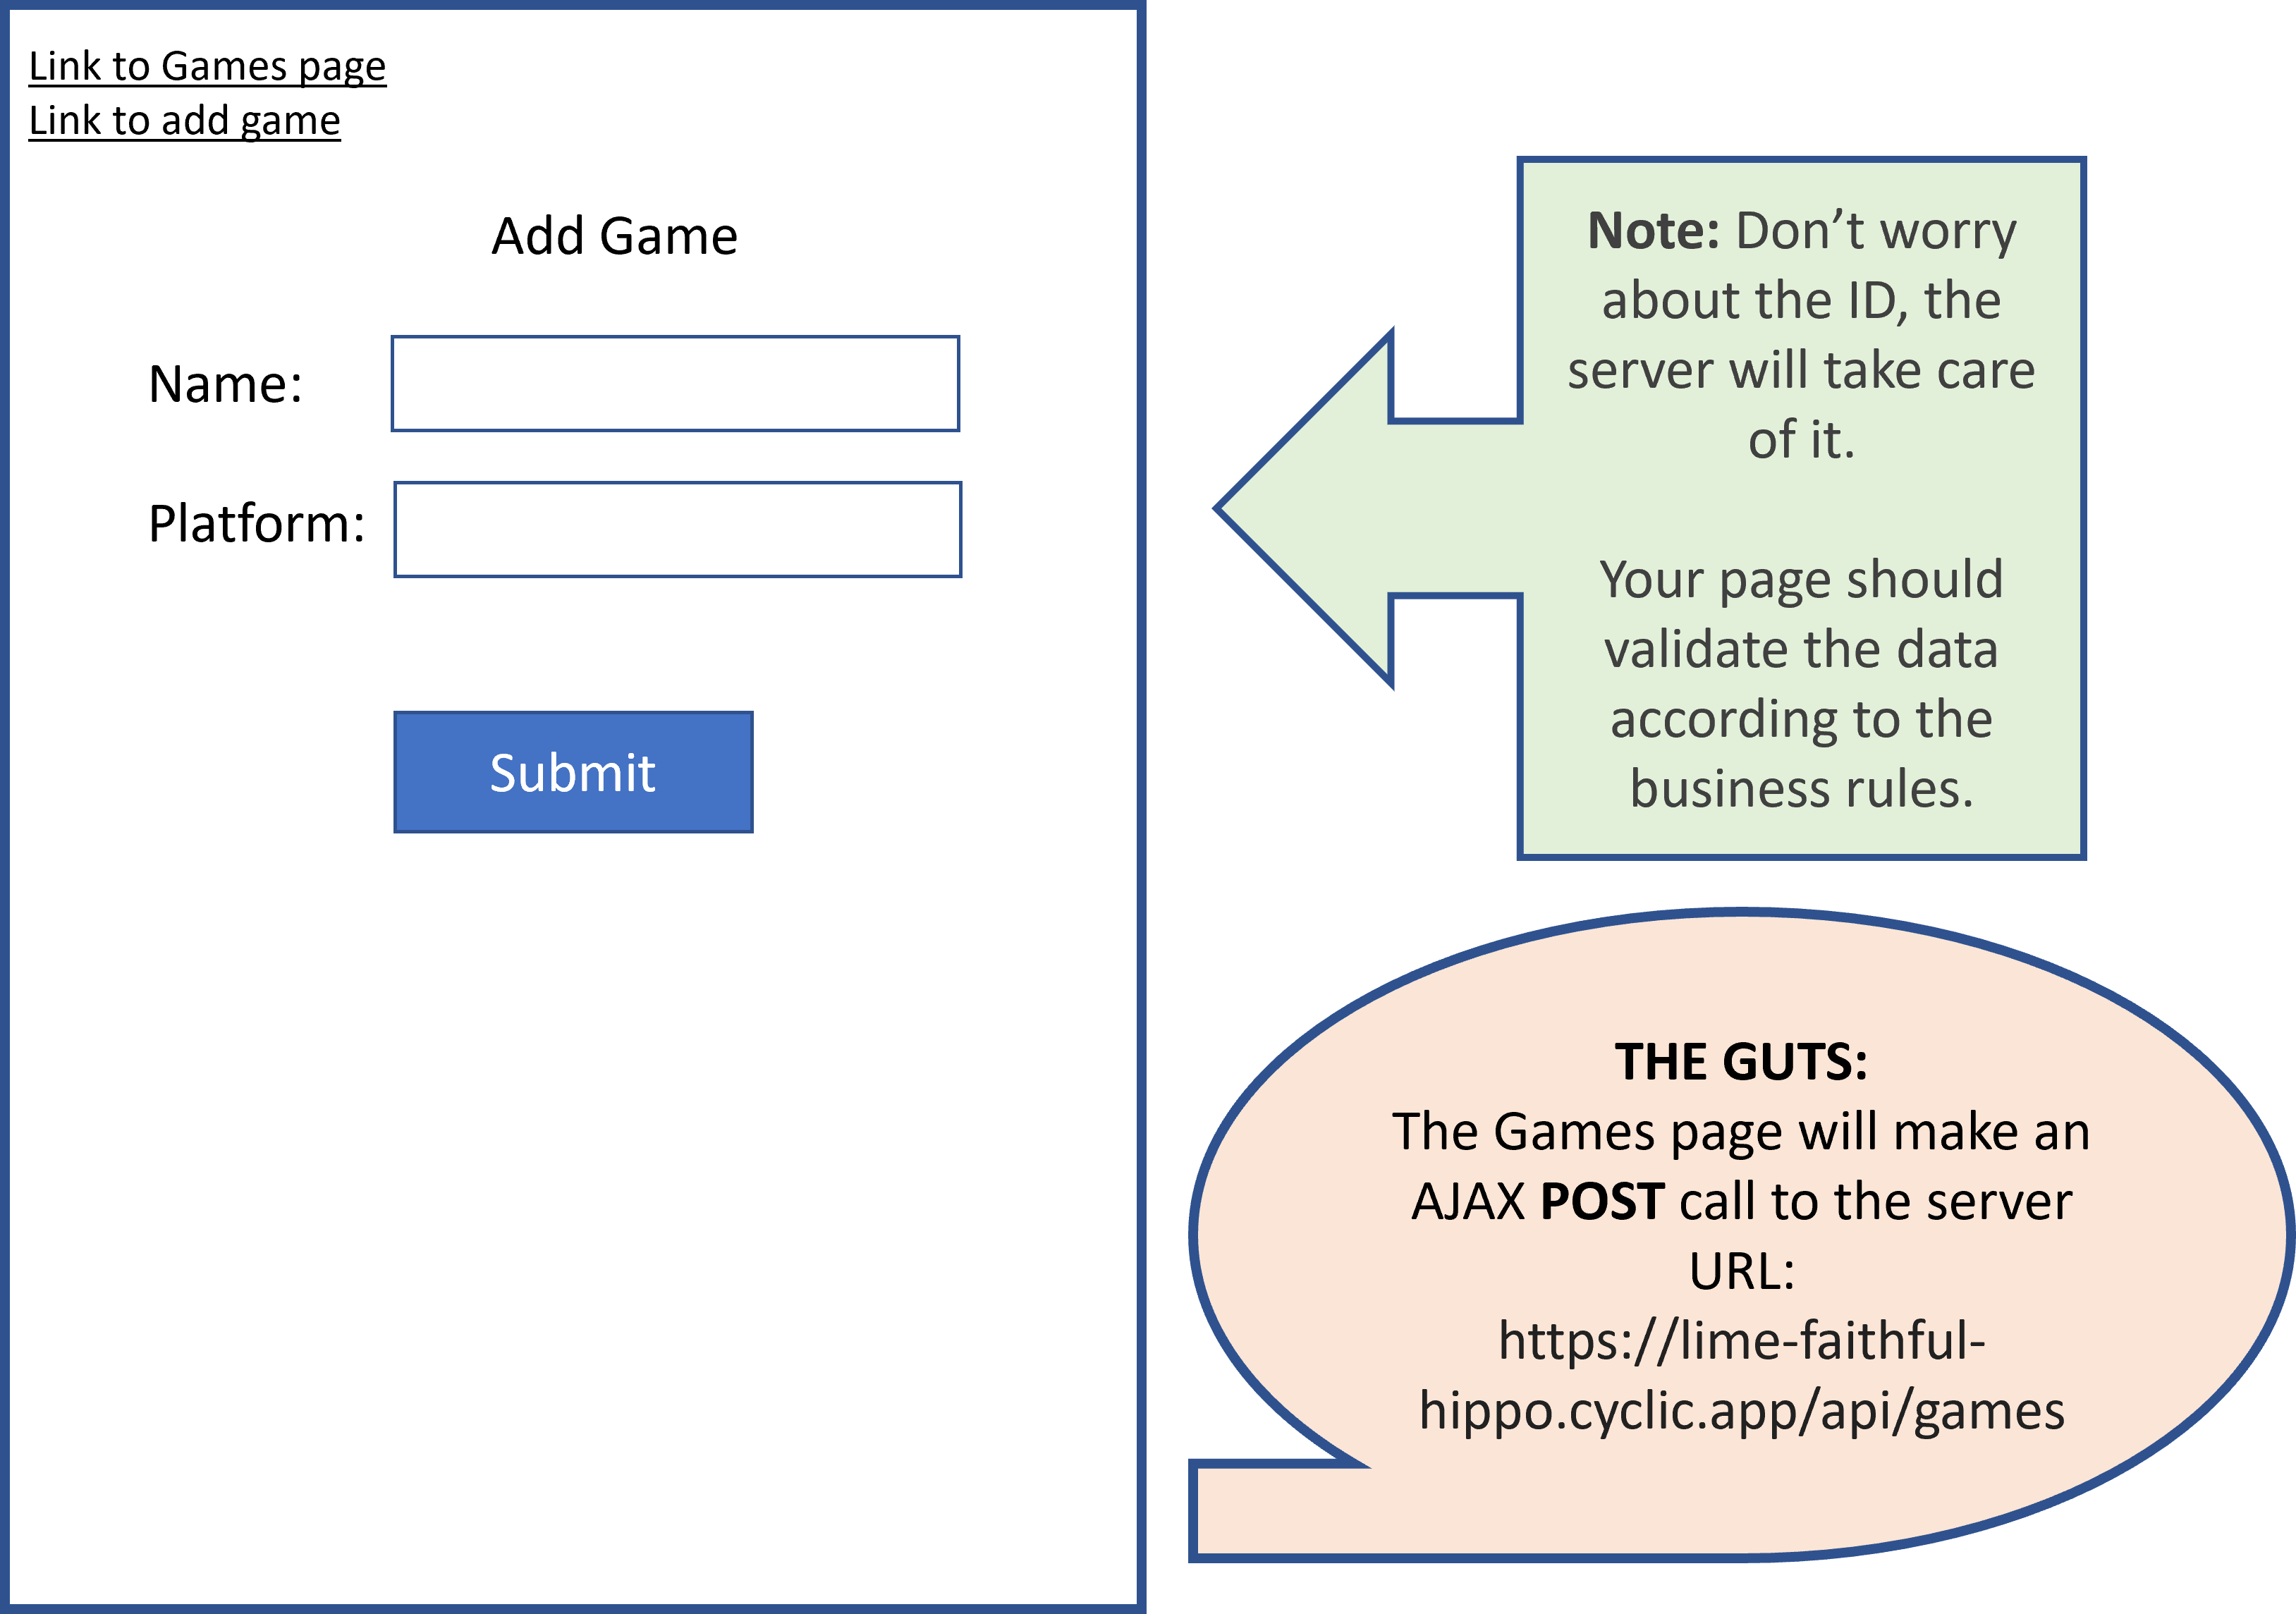 Link to Games page
Link to add game
Add Game
Name:
Platform:
Submit
Note: Don’t worry
about the ID, the
server will take care
of it.
Your page should
validate the data
according to the
business rules.
THE GUTS:
The Games page will make an
AJAX POST call to the server
URL:
https://lime-faithful-
hippo.cyclic.app/api/games